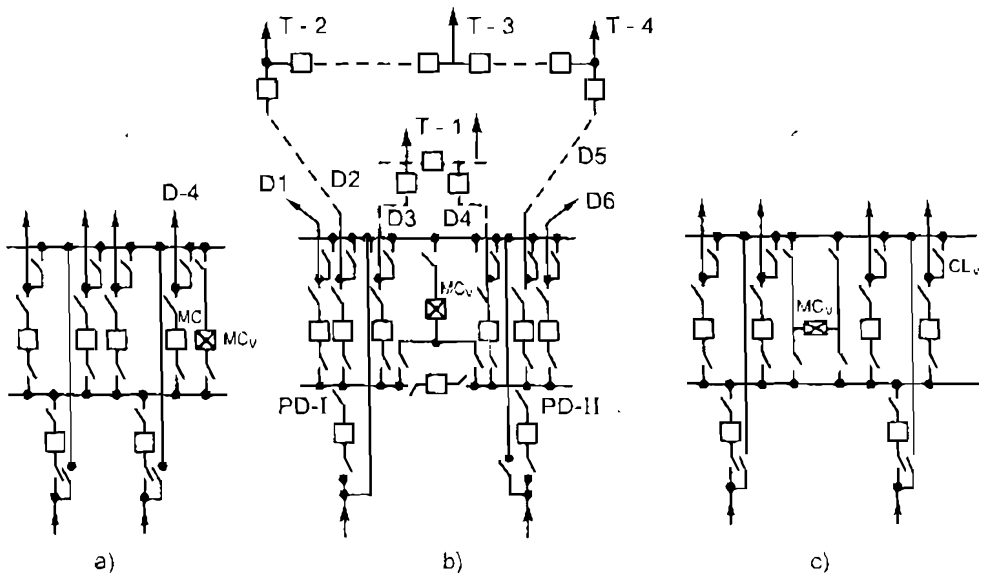 T - 2
T - 3
T - 4
T - 1
D5
D1
D2
D6
D-4
D3
D4
CLv
MCv
MCv
MC
MCv
PD-I
PD-II
a)
b)
c)